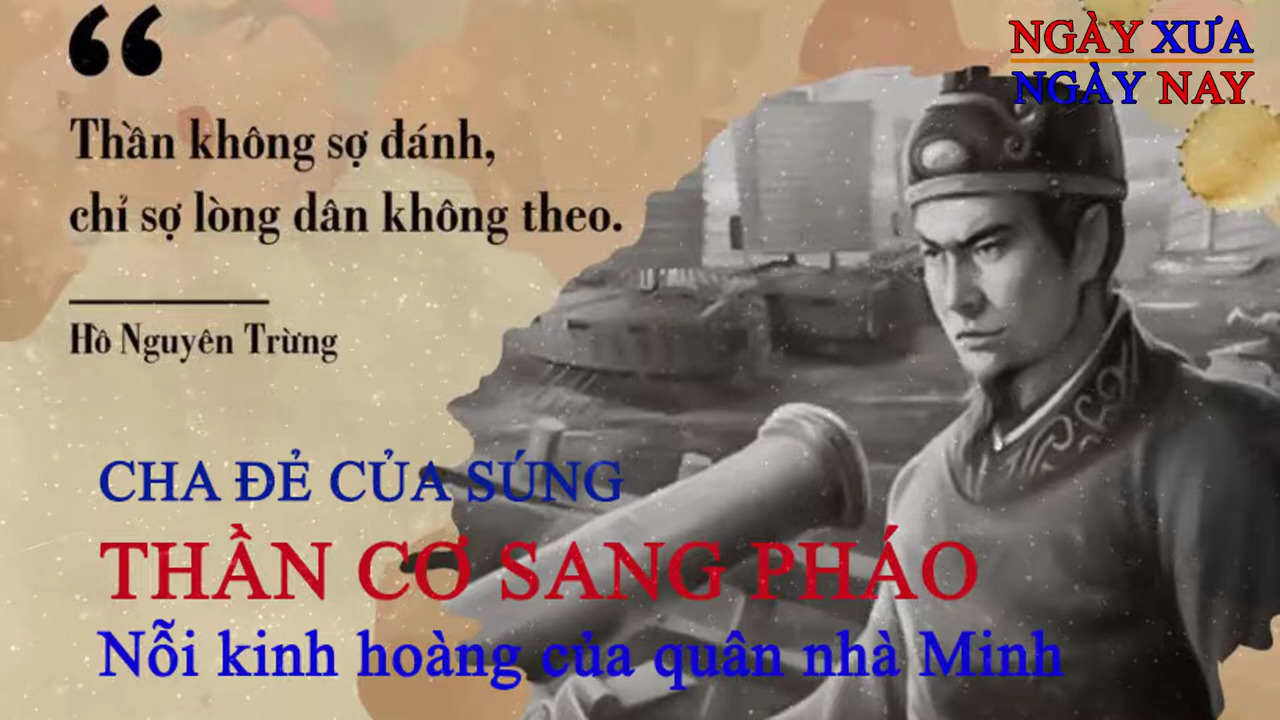 NGÀY XƯA
NGÀY NAY
“
Thần không sợ đánh,
chỉ sợ lòng dân không theo.
Hồ Nguyên Trừng
CHA ĐẺ CỦA SÚNG
THẦN CƠ SANG PHÁO
Nỗi kinh hoàng của quân nhà Minh